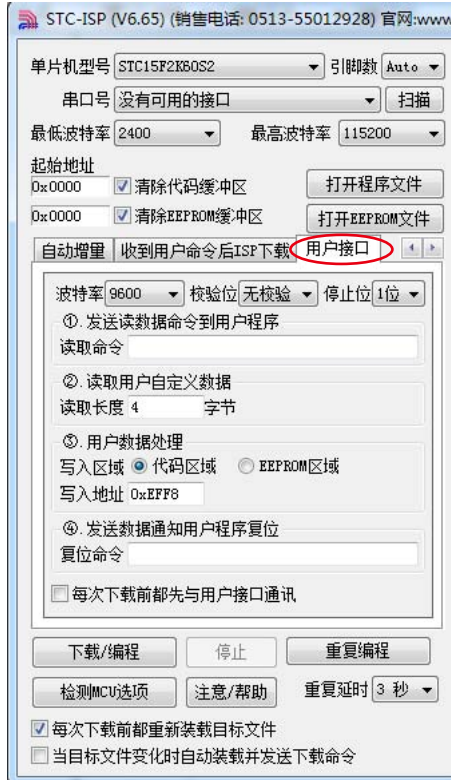 STC-ISP (V6.65) (销售电话: 0513-55012928) 官网:www
单片机型号 STC15F2K60S2 引脚数 Auto
串口号 没有可用的接口 扫描
最低波特率 2400 最高波特率 115200
起始地址
0x0000 清除代码缓冲区 打开程序文件
0x0000 清除EEPROM缓冲区 打开EEPROM文件
自动增量 收到用户命令后ISP下载 用户接口
波特率 9600 校验位 无校验 停止位 1位
①.发送读数据命令到用户程序
读取命令
②.读取用户自定义数据
读取长度 4 字节
③.用户数据处理
写入区域 代码区域 EEPROM区域
写入地址 0xEFF8
④.发送数据通知用户程序复位
复位命令
每次下载前都先与用户接口通讯
下载/编程 停止 重复编程
检测MCU选项 注意/帮助 重复延时 3 秒
每次下载前都重新装载目标文件
当目标文件变化时自动装载并发送下载命令